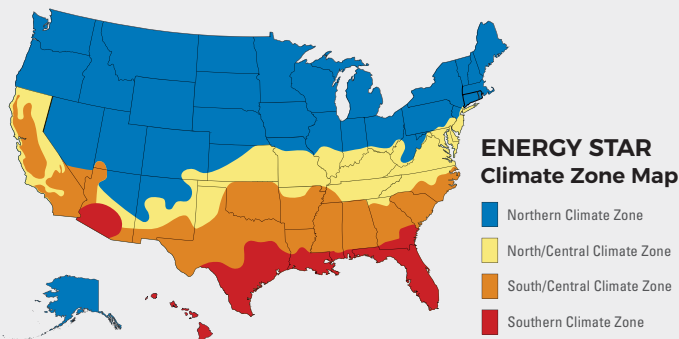 ENERGY STAR
Climate Zone Map
Northern Climate Zone
North/Central Climate Zone
South/Central Climate Zone
Southern Climate Zone